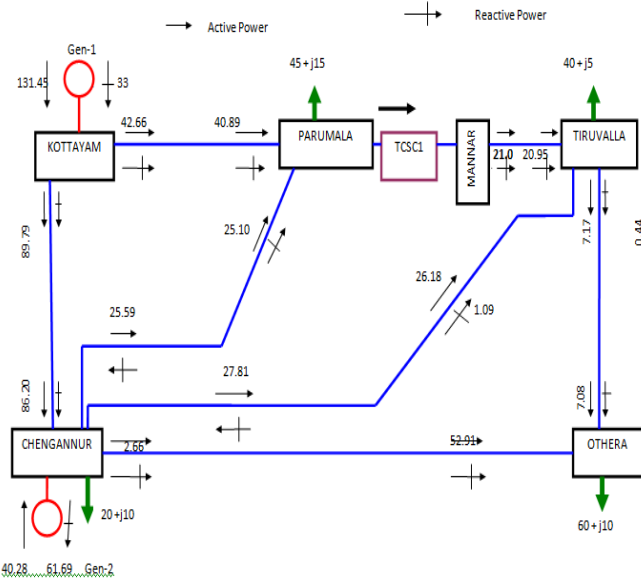 Active Power
Reactive Power
Gen-1
131.45
33
45 + j15
40 + j5
42.66
40.89
KOTTAYAM
PARUMALA
TCSC1
MANNAR
21.0
20.95
TIRUVALLA
89.79
25.10
7.17
0.44
26.18
1.09
25.59
27.81
86.20
7.08
CHENGANNUR
2.66
52.91
OTHERA
20 +j10
60 + j10
40.28
61.69
Gen-2